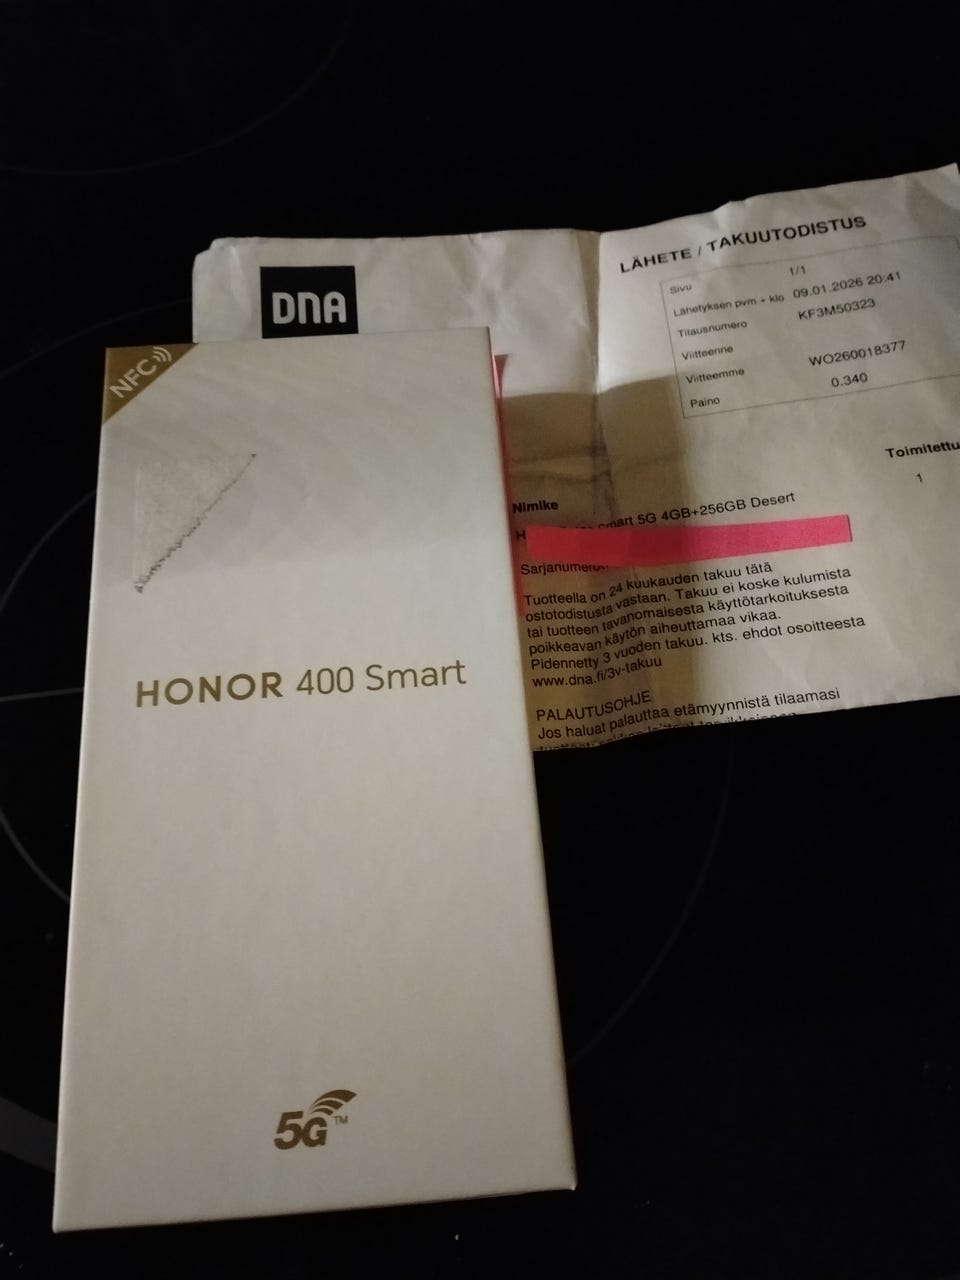 DNA
LÄHETE / TAKUUTODISTUS
Sivu 1/1
Lähetyksen pvm + klo 09.01.2026 20:41
Tilausnumero KF3M50323
Viitteenne
Viitteemme WO260018377
Paino 0.340
Toimitettu
1
Nimike
H smart 5G 4GB+256GB Desert
Sarjanumero
Tuotteella on 24 kuukauden takuu tätä
ostotodistusta vastaan. Takuu ei koske kulumista
tai tuotteen tavanomaisesta käyttötarkoituksesta
poikkeavan käytön aiheuttamaa vikaa.
Pidennetty 3 vuoden takuu. kts. ehdot osoitteesta
www.dna.fi/3v-takuu
PALAUTUSOHJE
Jos haluat palauttaa etämyynnistä tilaamasi
NFC
HONOR 400 Smart
5G™